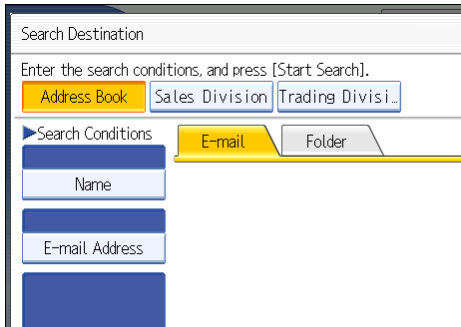 Search Destination
Enter the search conditions, and press [Start Search].
Address Book Sales Division Trading Divisi...
▶Search Conditions E-mail Folder
Name
E-mail Address